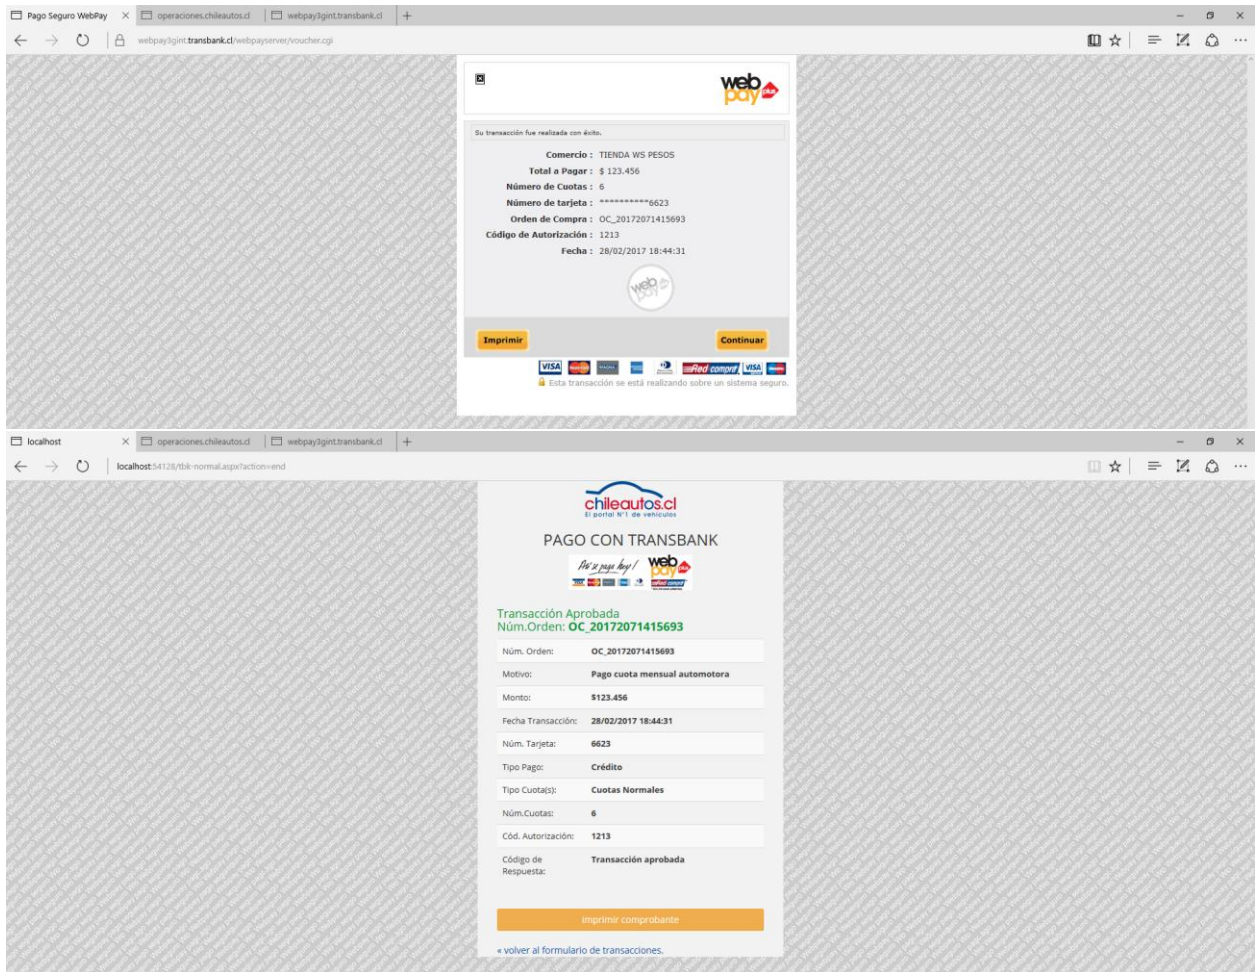 Pago Seguro WebPay
operaciones.chileautos.cl
webpay3gint.transbank.cl
webpay3gint.transbank.cl/webpayserver/voucher.cgi
web
pay plus
Su transacción fue realizada con éxito.
Comercio : TIENDA WS PESOS
Total a Pagar : $ 123.456
Número de Cuotas : 6
Número de tarjeta : **********6623
Orden de Compra : OC_20172071415693
Código de Autorización : 1213
Fecha : 28/02/2017 18:44:31
web
pay
Imprimir
Continuar
VISA
Red compra
VISA
Esta transacción se está realizando sobre un sistema seguro.
localhost
operaciones.chileautos.cl
webpay3gint.transbank.cl
localhost:54128/tbk-normal.aspx?action=end
chileautos.cl
El portal N°1 de vehículos
PAGO CON TRANSBANK
web
pay plus
Transacción Aprobada
Núm.Orden: OC_20172071415693
Núm. Orden: OC_20172071415693
Motivo: Pago cuota mensual automotora
Monto: $123.456
Fecha Transacción: 28/02/2017 18:44:31
Núm. Tarjeta: 6623
Tipo Pago: Crédito
Tipo Cuota(s): Cuotas Normales
Núm.Cuotas: 6
Cód. Autorización: 1213
Código de Respuesta: Transacción aprobada
Imprimir comprobante
« volver al formulario de transacciones.